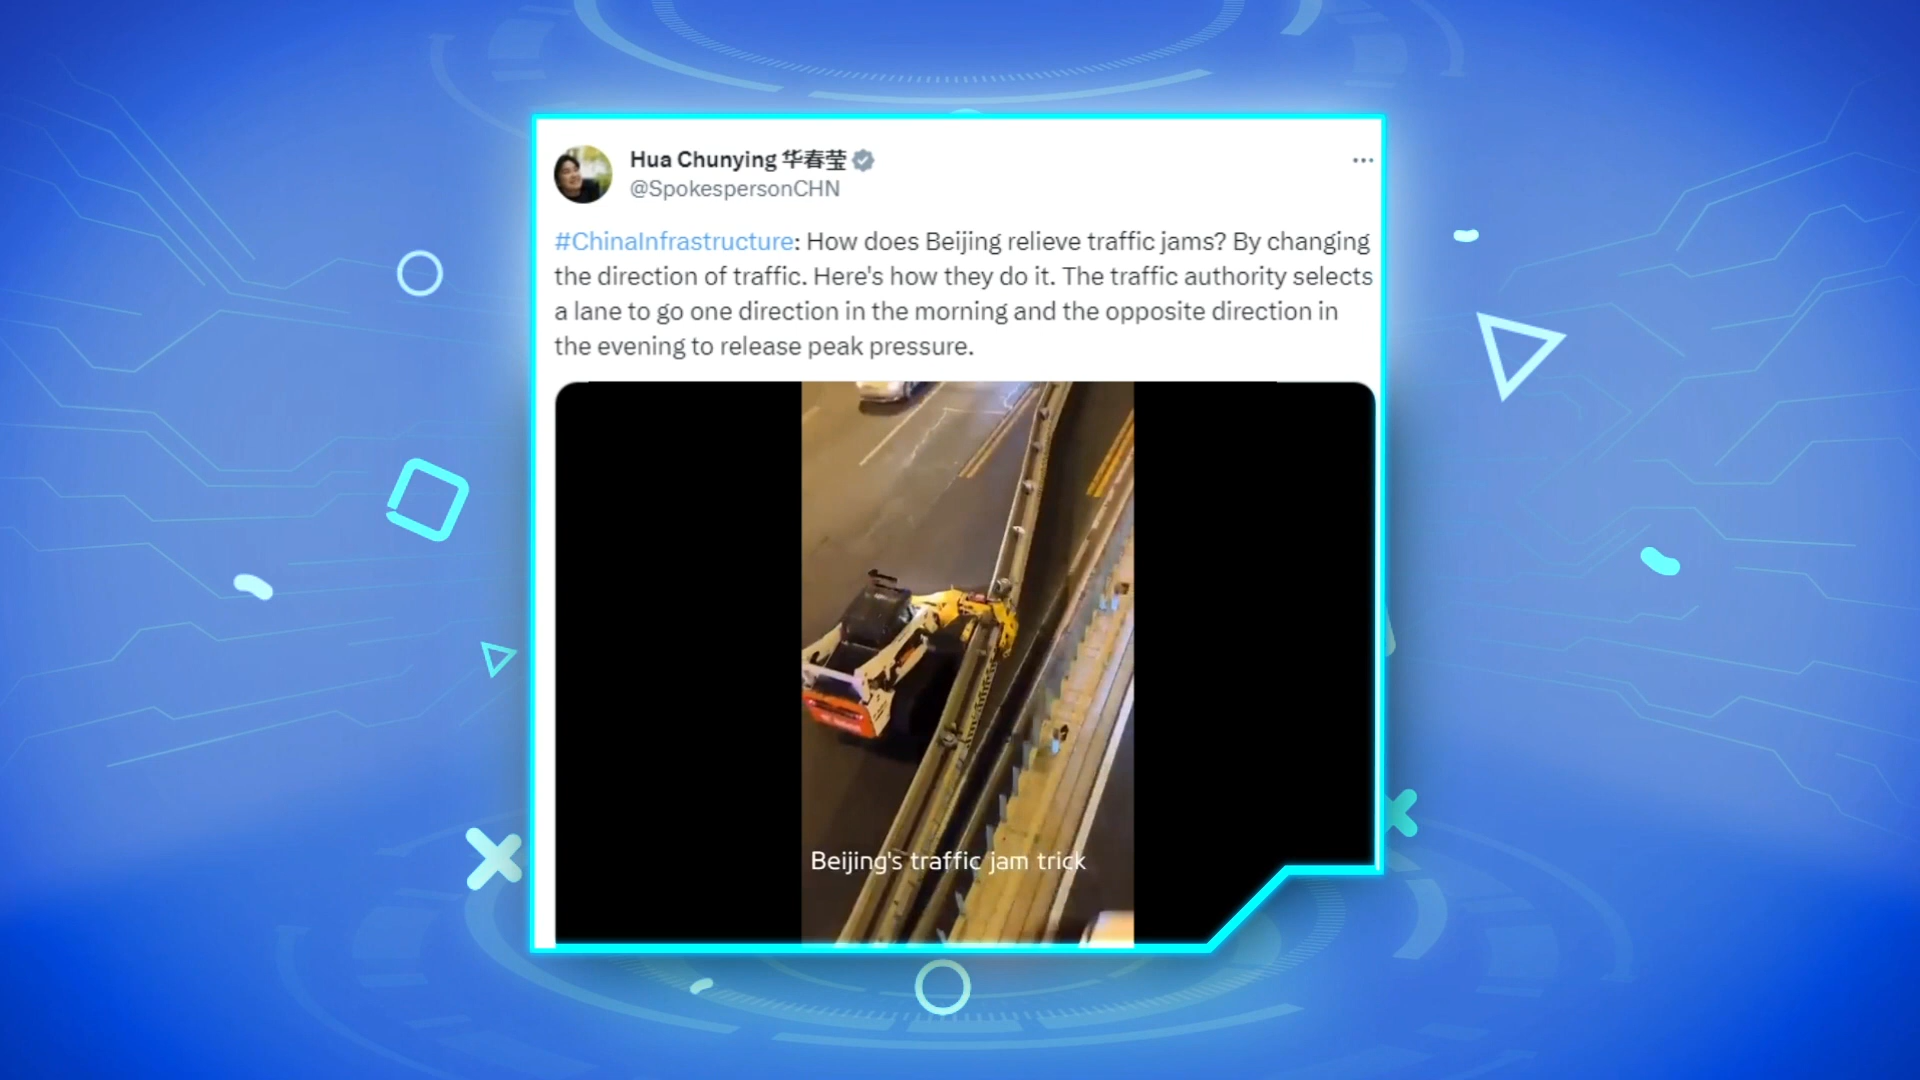 Hua Chunying 华春莹
@SpokespersonCHN
#ChinaInfrastructure: How does Beijing relieve traffic jams? By changing
the direction of traffic. Here's how they do it. The traffic authority selects
a lane to go one direction in the morning and the opposite direction in
the evening to release peak pressure.
Beijing's traffic jam trick